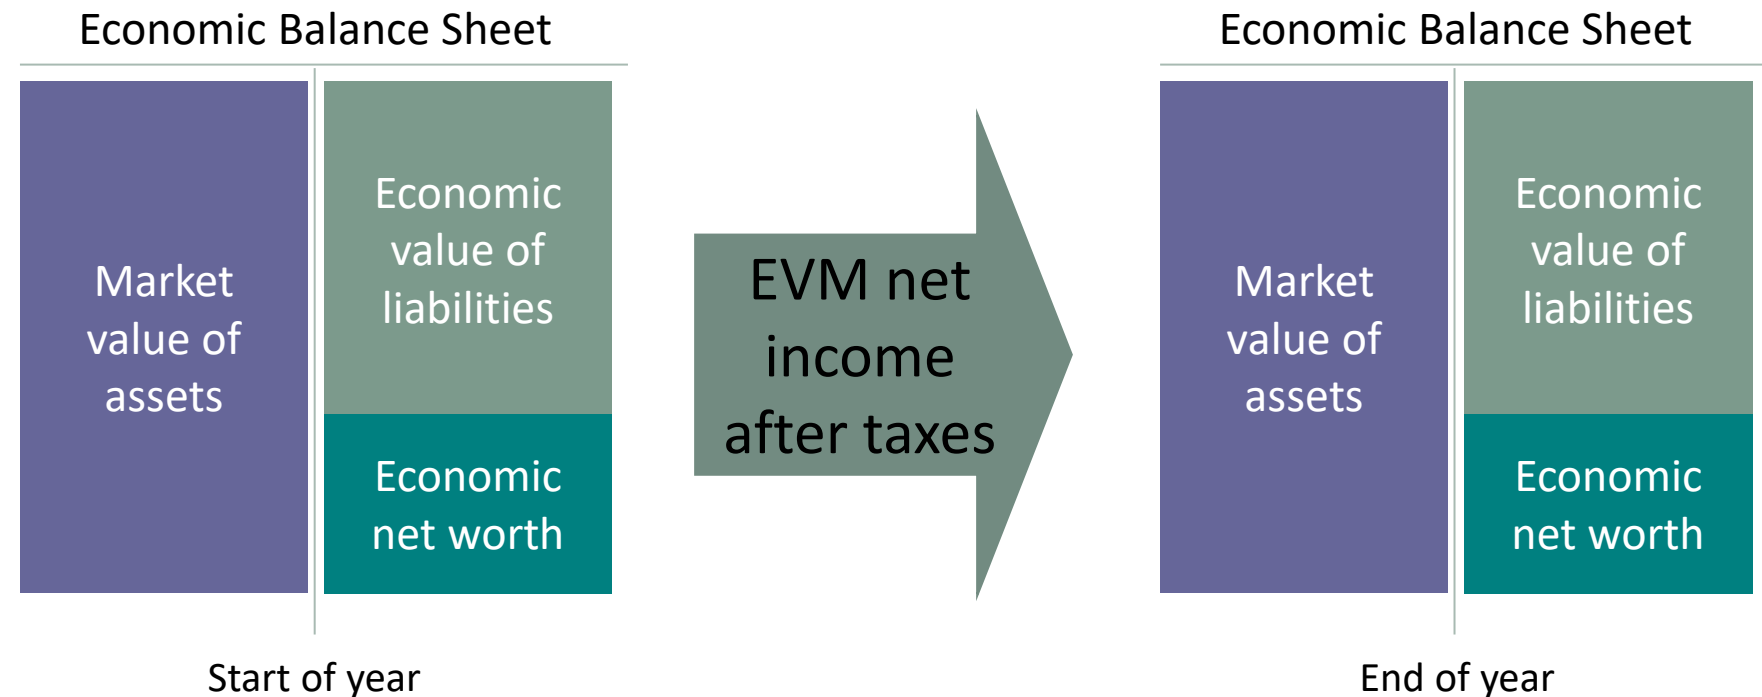 Economic Balance Sheet
Market
value of
assets
Economic
value of
liabilities
Economic
net worth
Start of year
EVM net
income
after taxes
Economic Balance Sheet
Market
value of
assets
Economic
value of
liabilities
Economic
net worth
End of year